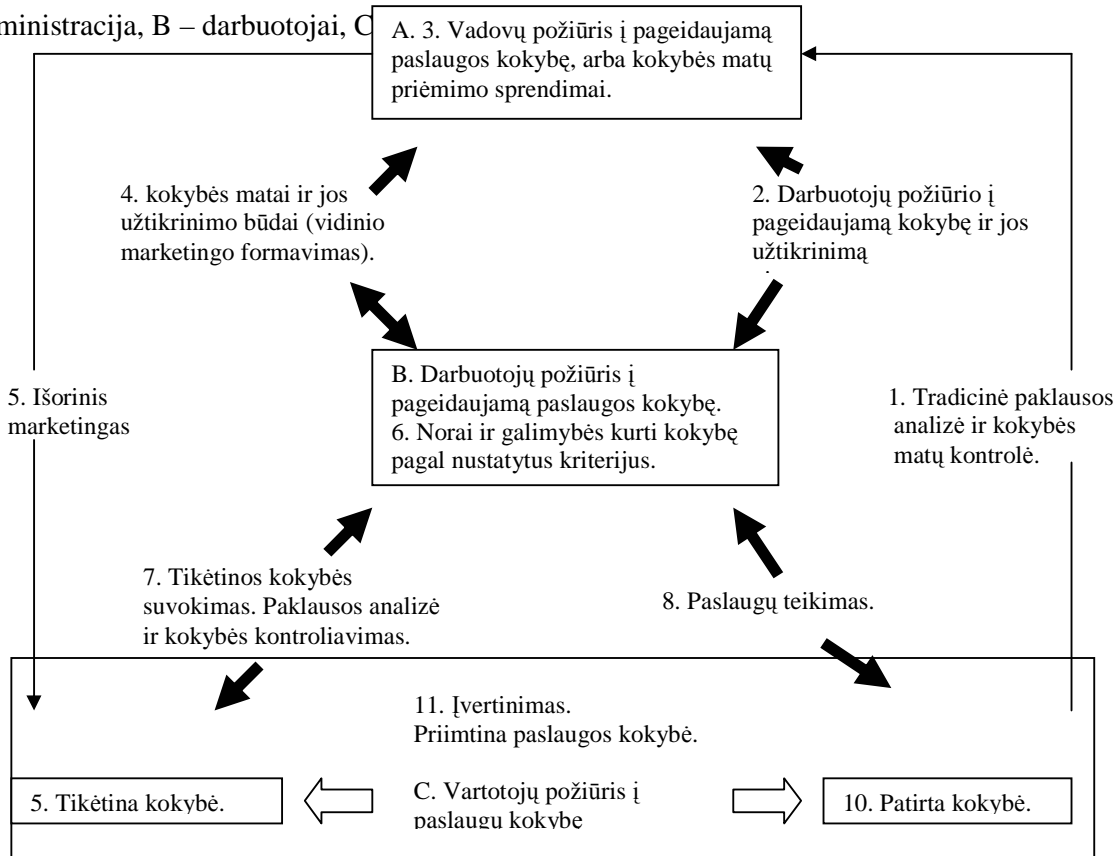 ministracija, B – darbuotojai, C
A. 3. Vadovų požiūris į pageidaujamą
paslaugos kokybę, arba kokybės matų
priėmimo sprendimai.
4. kokybės matai ir jos
užtikrinimo būdai (vidinio
marketingo formavimas).
2. Darbuotojų požiūrio į
pageidaujamą kokybę ir jos
užtikrinimą
5. Išorinis
marketingas
B. Darbuotojų požiūris į
pageidaujamą paslaugos kokybę.
6. Norai ir galimybės kurti kokybę
pagal nustatytus kriterijus.
1. Tradicinė paklausos
analizė ir kokybės
matų kontrolė.
7. Tikėtinos kokybės
suvokimas. Paklausos analizė
ir kokybės kontroliavimas.
8. Paslaugų teikimas.
11. Įvertinimas.
Priimtina paslaugos kokybė.
5. Tikėtina kokybė.
C. Vartotojų požiūris į
paslaugų kokybę
10. Patirta kokybė.